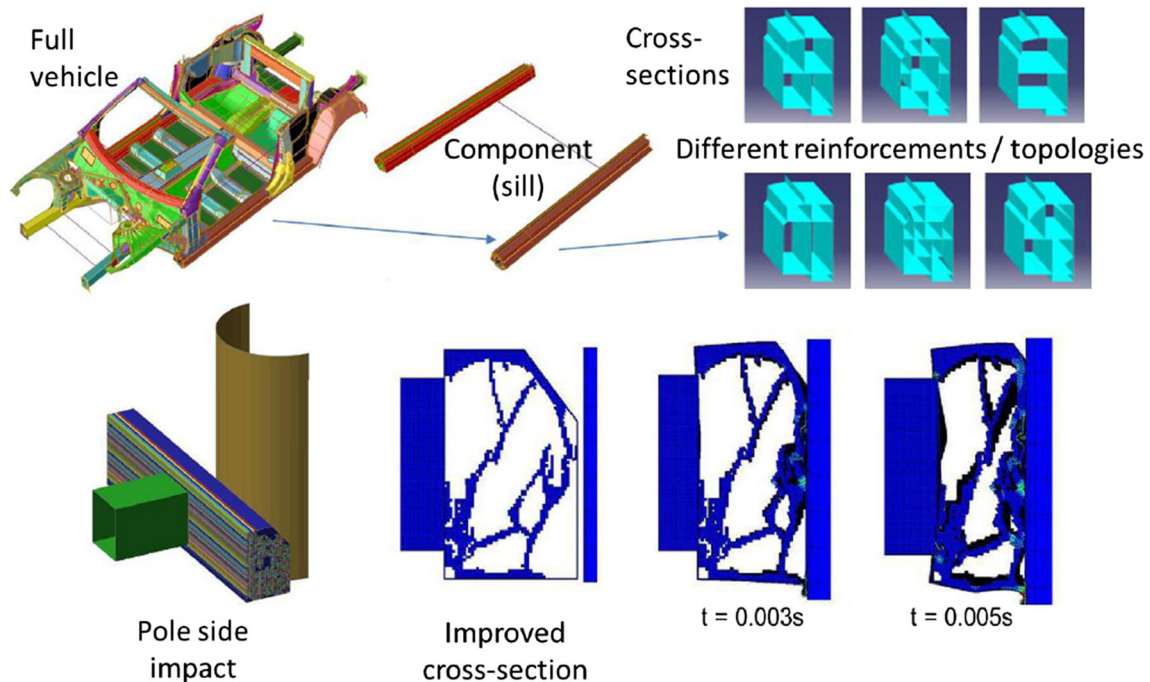 Full
vehicle
Component
(sill)
Cross-
sections
Different reinforcements / topologies
Pole side
impact
Improved
cross-section
t = 0.003s
t = 0.005s